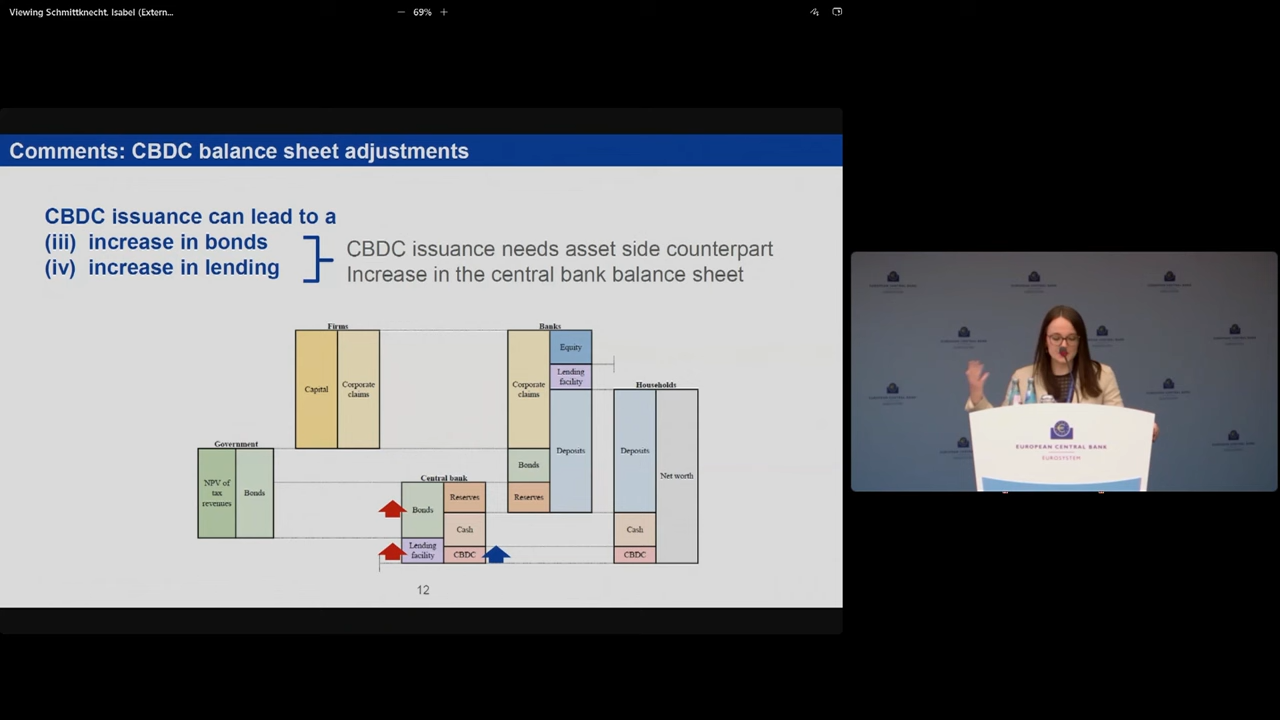 Viewing Schmittknecht, Isabel (Extern...
− 69% +
Comments: CBDC balance sheet adjustments
CBDC issuance can lead to a
(iii) increase in bonds
(iv) increase in lending
CBDC issuance needs asset side counterpart
Increase in the central bank balance sheet
Firms
Capital
Corporate
claims
Banks
Corporate
claims
Bonds
Reserves
Equity
Lending
facility
Deposits
Households
Deposits
Cash
CBDC
Net worth
Government
NPV of
tax
revenues
Bonds
Central bank
Bonds
Lending
facility
Reserves
Cash
CBDC
12
EUROPEAN CENTRAL BANK
EUROSYSTEM